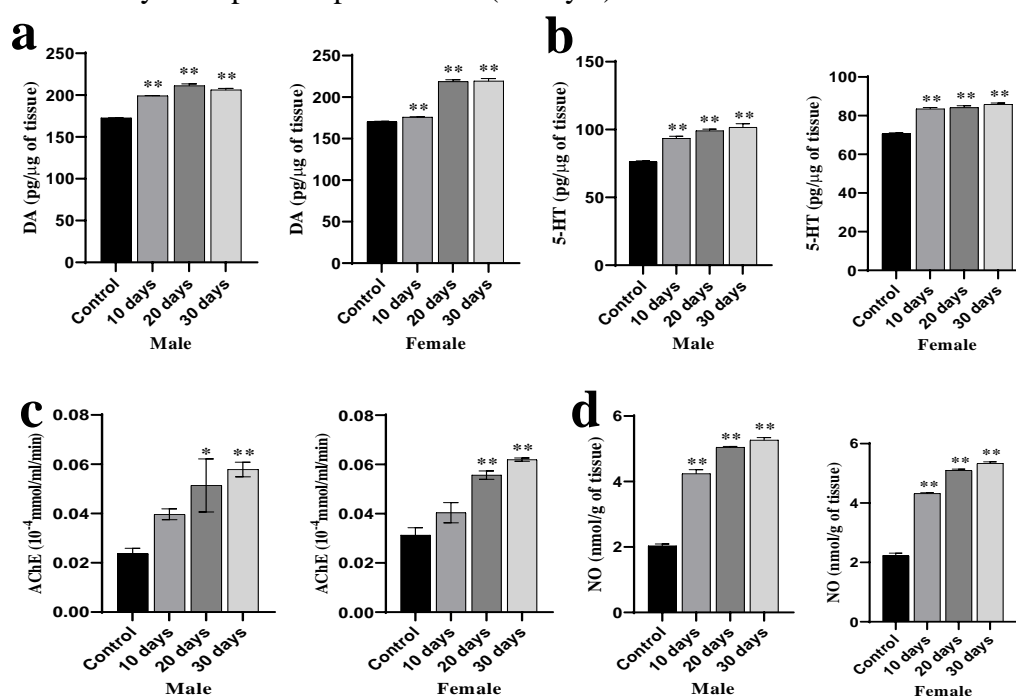 a
DA (pg/µg of tissue)
250
200
150
100
50
0
**
**
**
Control
10 days
20 days
30 days
Male
DA (pg/µg of tissue)
250
200
150
100
50
0
**
**
**
Control
10 days
20 days
30 days
Female
b
5-HT (pg/µg of tissue)
150
100
50
0
**
**
**
Control
10 days
20 days
30 days
Male
5-HT (pg/µg of tissue)
100
80
60
40
20
0
**
**
**
Control
10 days
20 days
30 days
Female
c
AChE (10⁻⁴mmol/ml/min)
0.08
0.06
0.04
0.02
0.00
*
**
Control
10 days
20 days
30 days
Male
AChE (10⁻⁴mmol/ml/min)
0.08
0.06
0.04
0.02
0.00
**
**
Control
10 days
20 days
30 days
Female
d
NO (nmol/g of tissue)
6
4
2
0
**
**
**
Control
10 days
20 days
30 days
Male
NO (nmol/g of tissue)
6
4
2
0
**
**
**
Control
10 days
20 days
30 days
Female